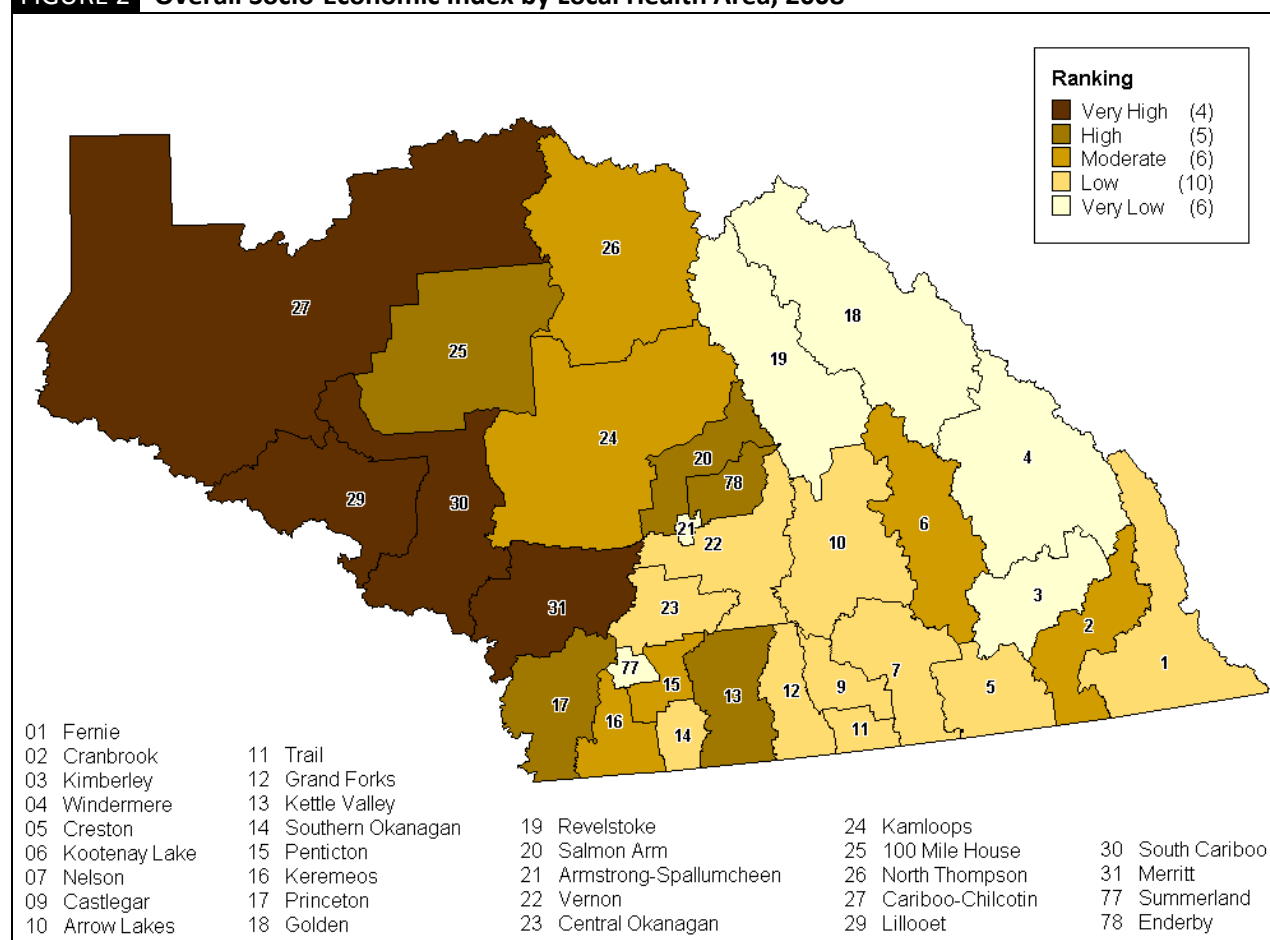 FIGURE 2 Overall Socio-Economic Index by Local Health Area, 2008
Ranking
Very High (4)
High (5)
Moderate (6)
Low (10)
Very Low (6)
26
27
18
25
19
24
20
4
78
29
30
6
21
22
10
3
31
23
2
77
1
7
15
5
9
12
13
17
16
11
14
01 Fernie
02 Cranbrook
03 Kimberley
04 Windermere
05 Creston
06 Kootenay Lake
07 Nelson
09 Castlegar
10 Arrow Lakes
11 Trail
12 Grand Forks
13 Kettle Valley
14 Southern Okanagan
15 Penticton
16 Keremeos
17 Princeton
18 Golden
19 Revelstoke
20 Salmon Arm
21 Armstrong-Spallumcheen
22 Vernon
23 Central Okanagan
24 Kamloops
25 100 Mile House
26 North Thompson
27 Cariboo-Chilcotin
29 Lillooet
30 South Cariboo
31 Merritt
77 Summerland
78 Enderby